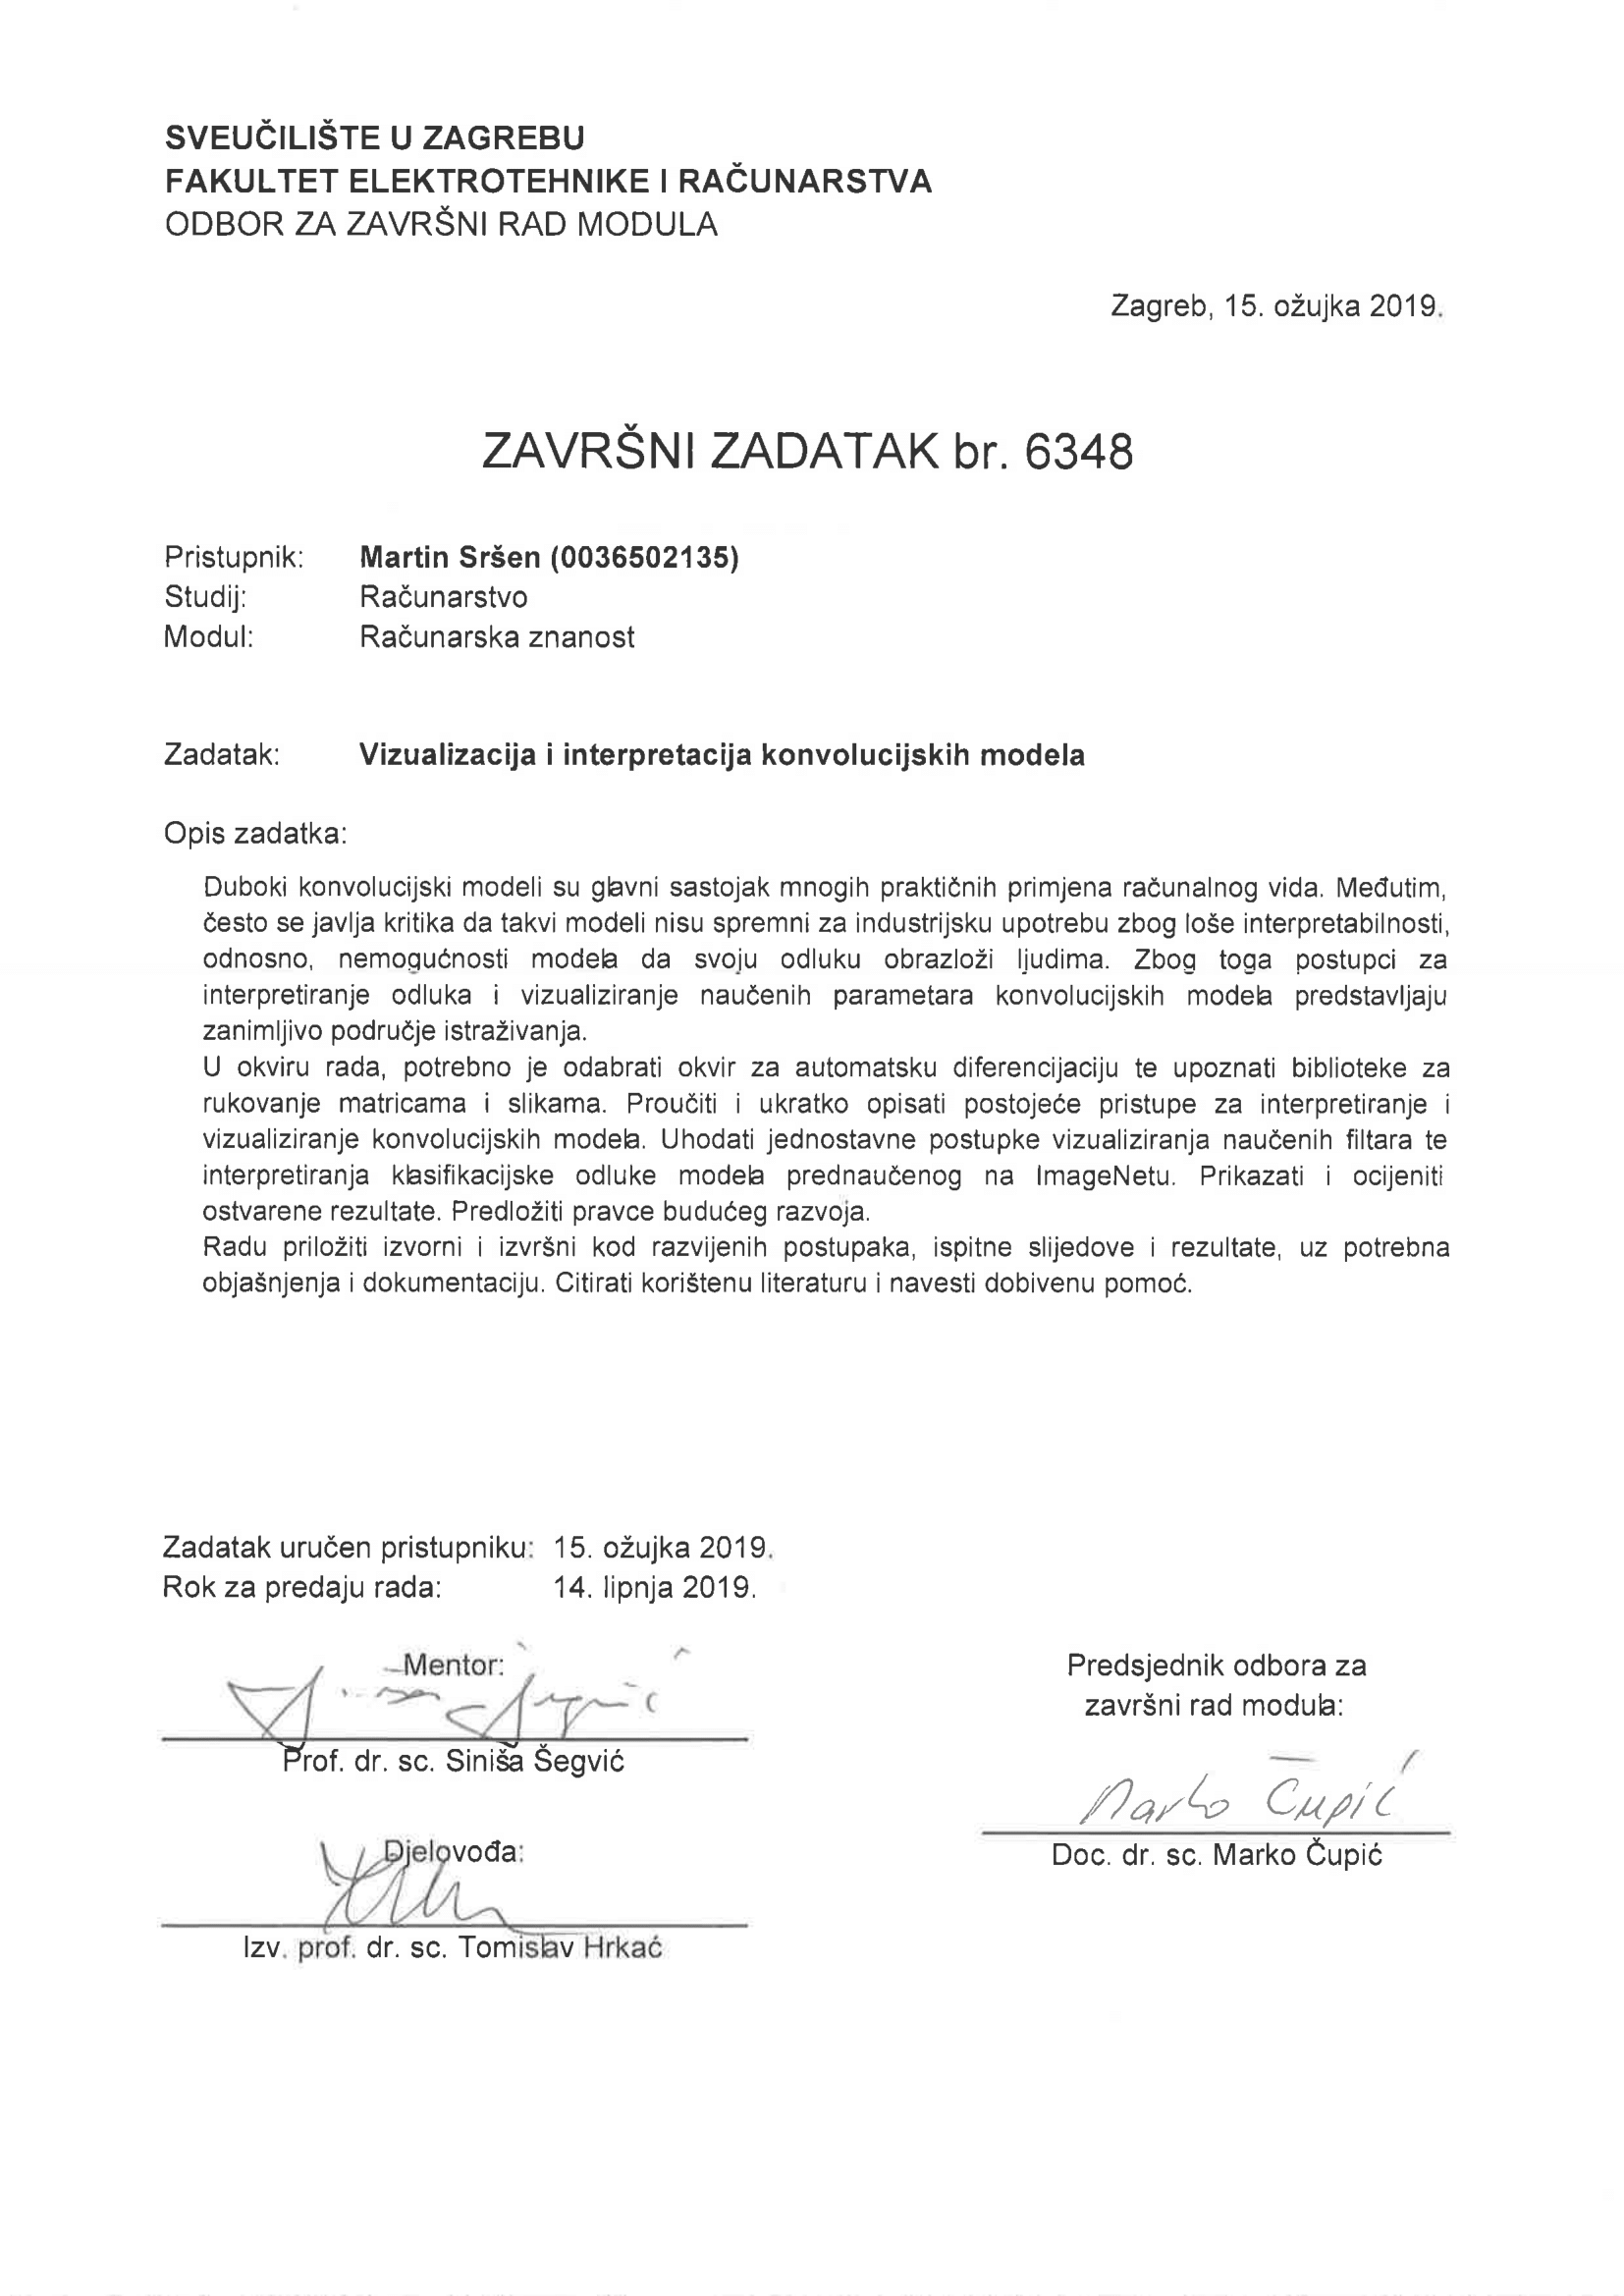 SVEUČILIŠTE U ZAGREBU
FAKULTET ELEKTROTEHNIKE I RAČUNARSTVA
ODBOR ZA ZAVRŠNI RAD MODULA
Zagreb, 15. ožujka 2019.
ZAVRŠNI ZADATAK br. 6348
Pristupnik: Martin Sršen (0036502135)
Studij: Računarstvo
Modul: Računarska znanost
Zadatak: Vizualizacija i interpretacija konvolucijskih modela
Opis zadatka:
Duboki konvolucijski modeli su glavni sastojak mnogih praktičnih primjena računalnog vida. Međutim,
često se javlja kritika da takvi modeli nisu spremni za industrijsku upotrebu zbog loše interpretabilnosti,
odnosno, nemogućnosti modela da svoju odluku obrazloži ljudima. Zbog toga postupci za
interpretiranje odluka i vizualiziranje naučenih parametara konvolucijskih modela predstavljaju
zanimljivo područje istraživanja.
U okviru rada, potrebno je odabrati okvir za automatsku diferencijaciju te upoznati biblioteke za
rukovanje matricama i slikama. Proučiti i ukratko opisati postojeće pristupe za interpretiranje i
vizualiziranje konvolucijskih modela. Uhodati jednostavne postupke vizualiziranja naučenih filtara te
interpretiranja klasifikacijske odluke modela prednaučenog na ImageNetu. Prikazati i ocijeniti
ostvarene rezultate. Predložiti pravce budućeg razvoja.
Radu priložiti izvorni i izvršni kod razvijenih postupaka, ispitne slijedove i rezultate, uz potrebna
objašnjenja i dokumentaciju. Citirati korištenu literaturu i navesti dobivenu pomoć.
Zadatak uručen pristupniku: 15. ožujka 2019.
Rok za predaju rada: 14. lipnja 2019.
Mentor:
Siniša Šegvić
Prof. dr. sc. Siniša Šegvić
Djelovođa:
Izv. prof. dr. sc. Tomislav Hrkać
Predsjednik odbora za
završni rad modula:
Marko Čupić
Doc. dr. sc. Marko Čupić